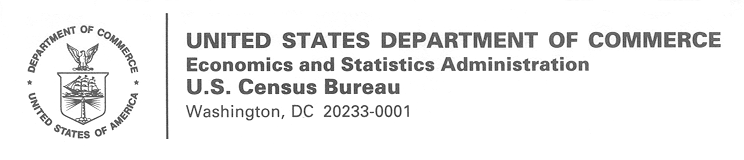 DEPARTMENT OF COMMERCE
UNITED STATES OF AMERICA
UNITED STATES DEPARTMENT OF COMMERCE
Economics and Statistics Administration
U.S. Census Bureau
Washington, DC 20233-0001